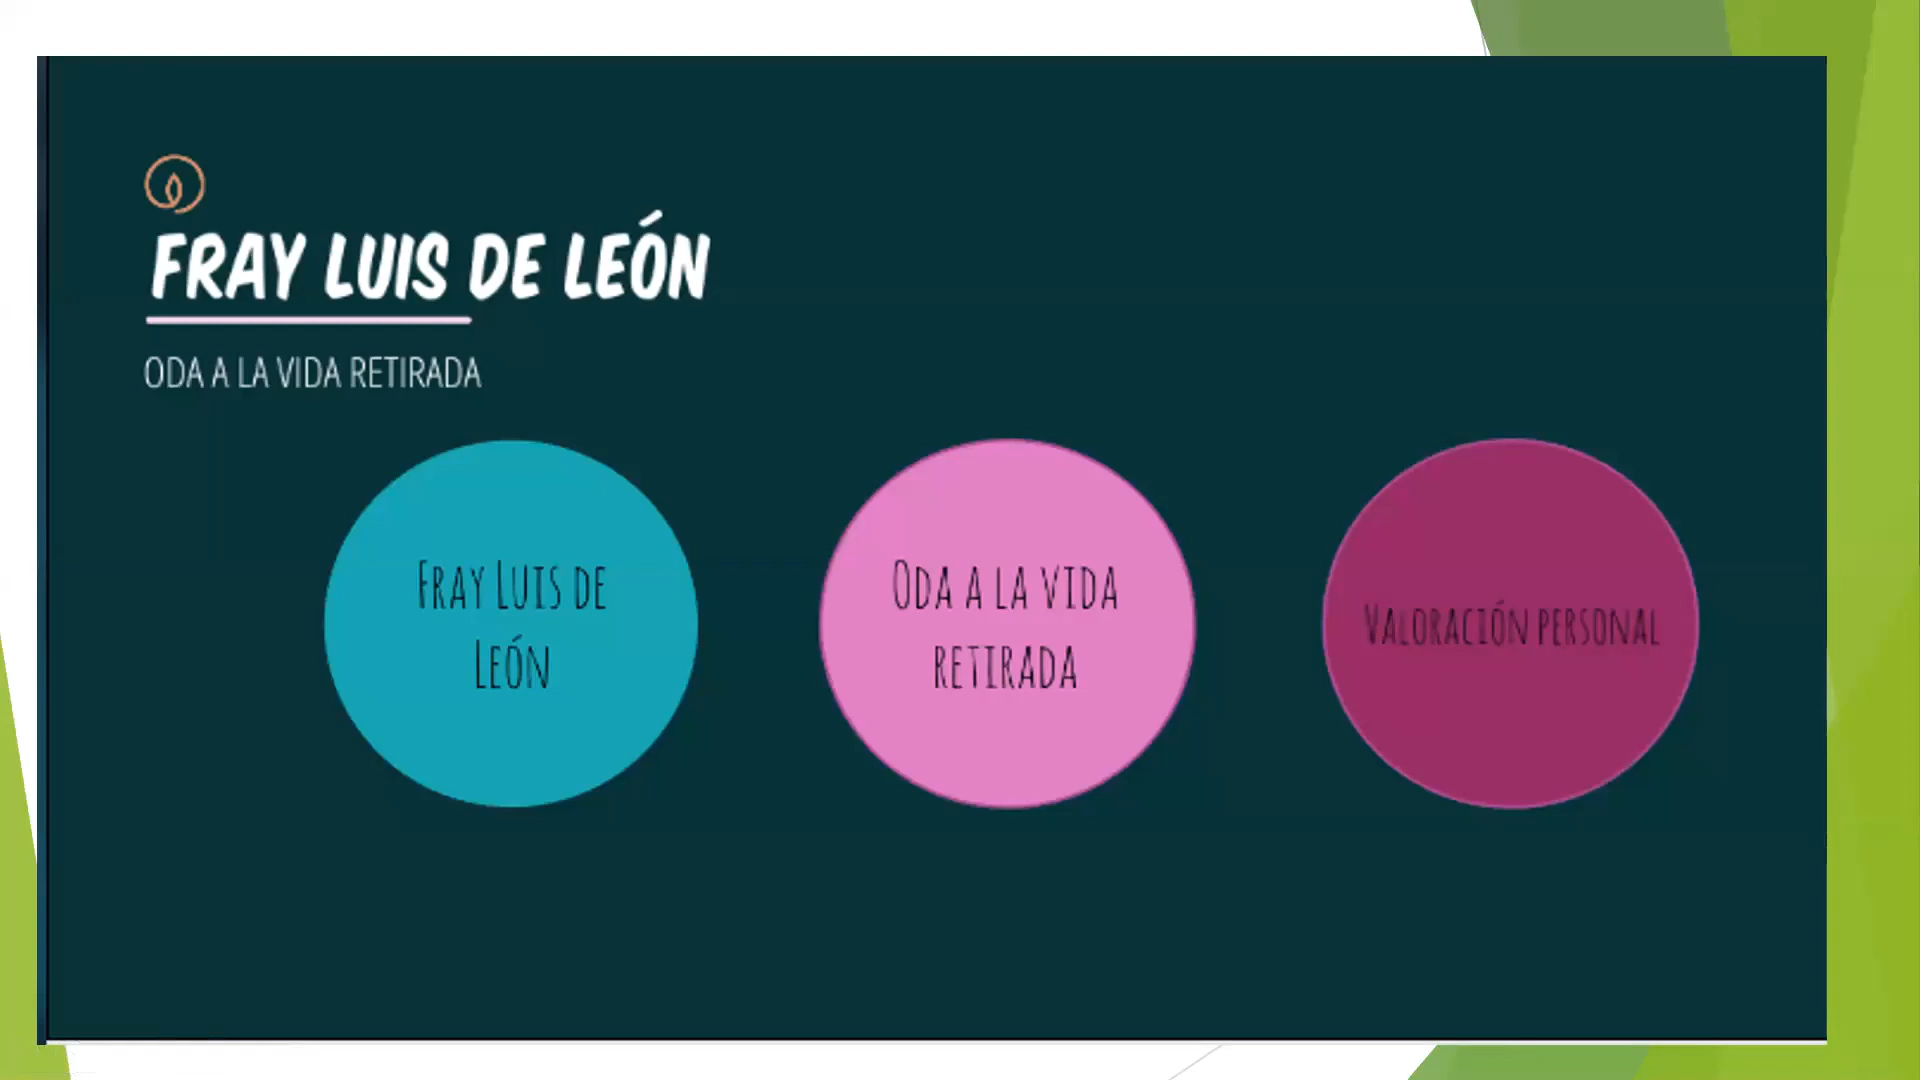 FRAY LUIS DE LEÓN
ODA A LA VIDA RETIRADA
FRAY LUIS DE
LEÓN
ODA A LA VIDA
RETIRADA
VALORACIÓN PERSONAL